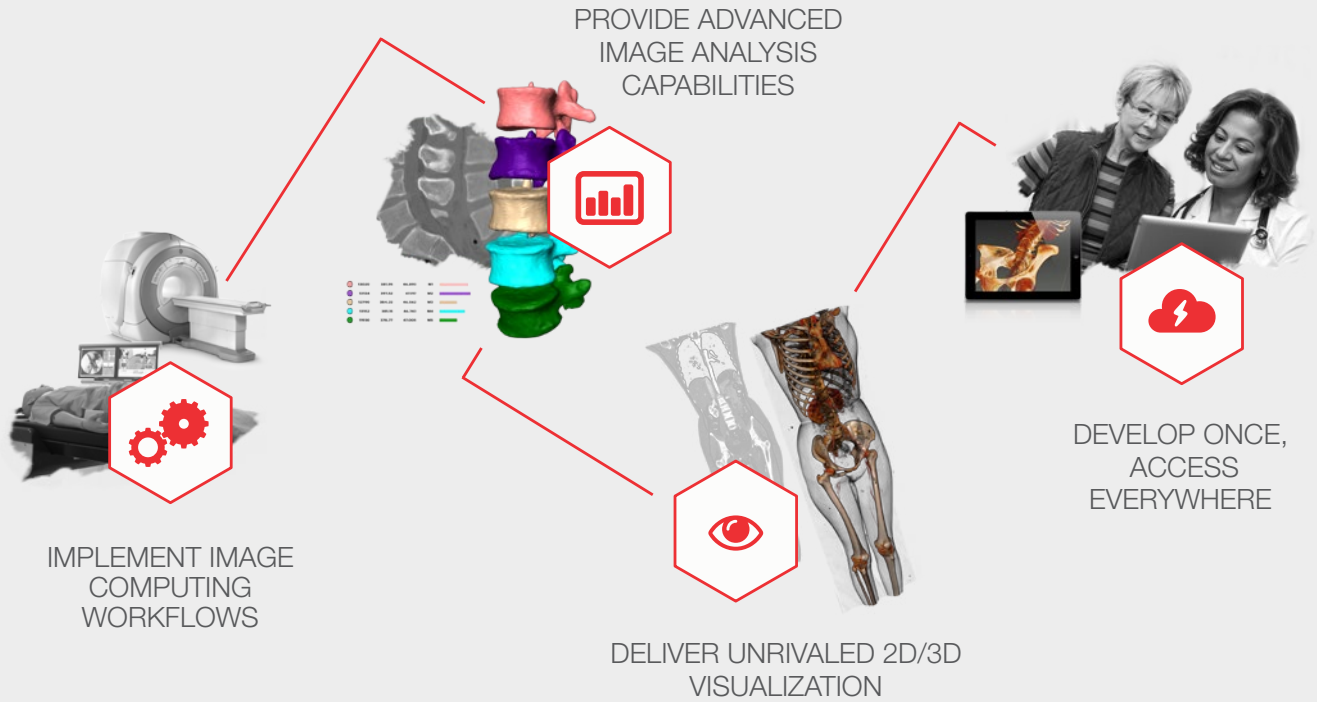 PROVIDE ADVANCED
IMAGE ANALYSIS
CAPABILITIES
IMPLEMENT IMAGE
COMPUTING
WORKFLOWS
DELIVER UNRIVALED 2D/3D
VISUALIZATION
DEVELOP ONCE,
ACCESS
EVERYWHERE